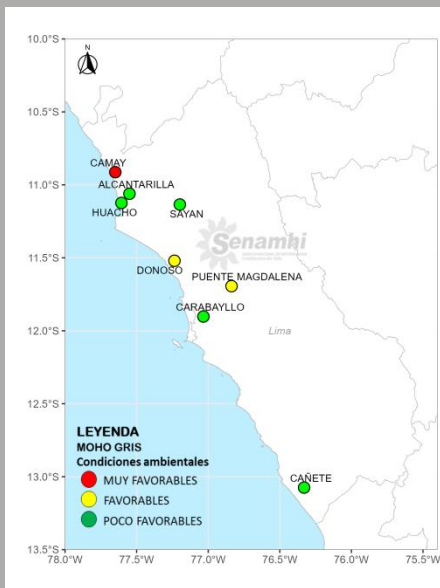 10.0°S
N
10.5°S
CAMAY
11.0°S
ALCANTARILLA
HUACHO
SAYAN
Senamhi
11.5°S
DONOSO
PUENTE MAGDALENA
CARABAYLLO
12.0°S
Lima
12.5°S
LEYENDA
MOHO GRIS
Condiciones ambientales
MUY FAVORABLES
FAVORABLES
POCO FAVORABLES
CAÑETE
13.0°S
13.5°S
78.0°W 77.5°W 77.0°W 76.5°W 76.0°W 75.5°W